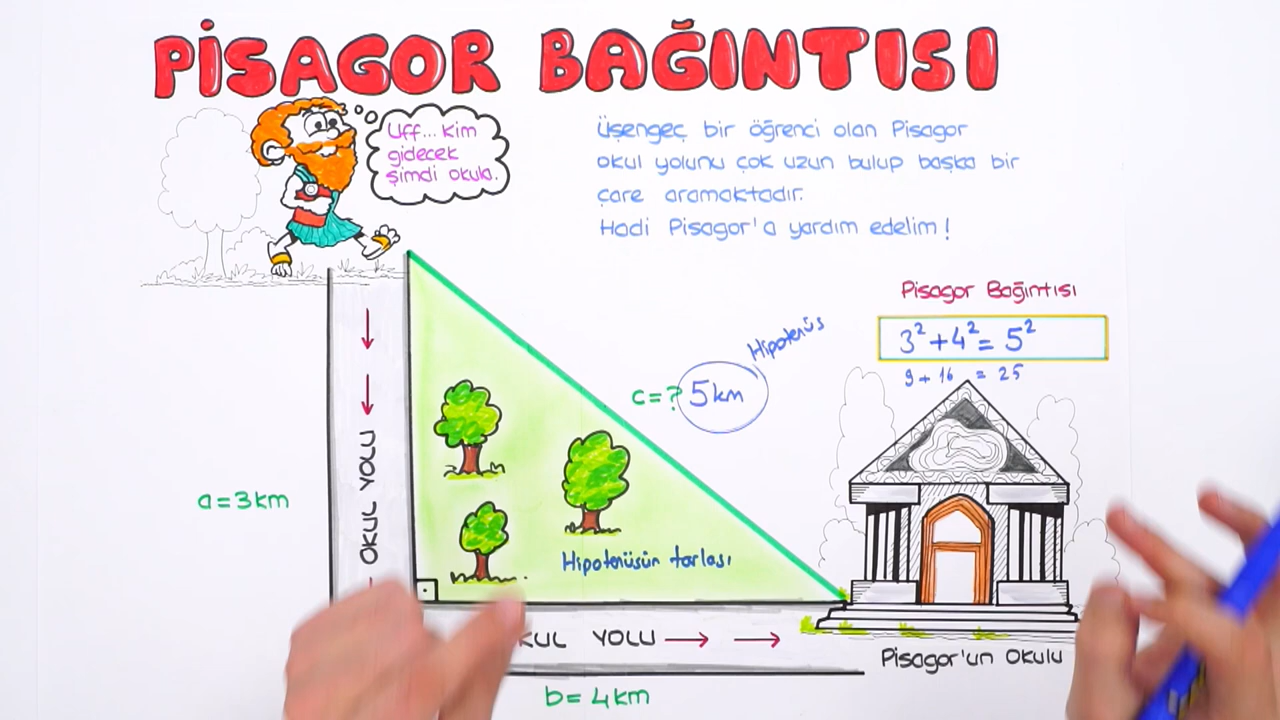 PİSAGOR BAĞINTISI
Uff... kim
gidecek
şimdi okula.
Üşengeç bir öğrenci olan Pisagor
okul yolunu çok uzun bulup başka bir
çare aramaktadır.
Hadi Pisagor'a yardım edelim!
Pisagor Bağıntısı
3² + 4² = 5²
9 + 16 = 25
Hipotenüs
c = ? 5km
OKUL YOLU
a = 3km
Hipotenüsün tarlası
YOLU
Pisagor'un Okulu
b = 4km